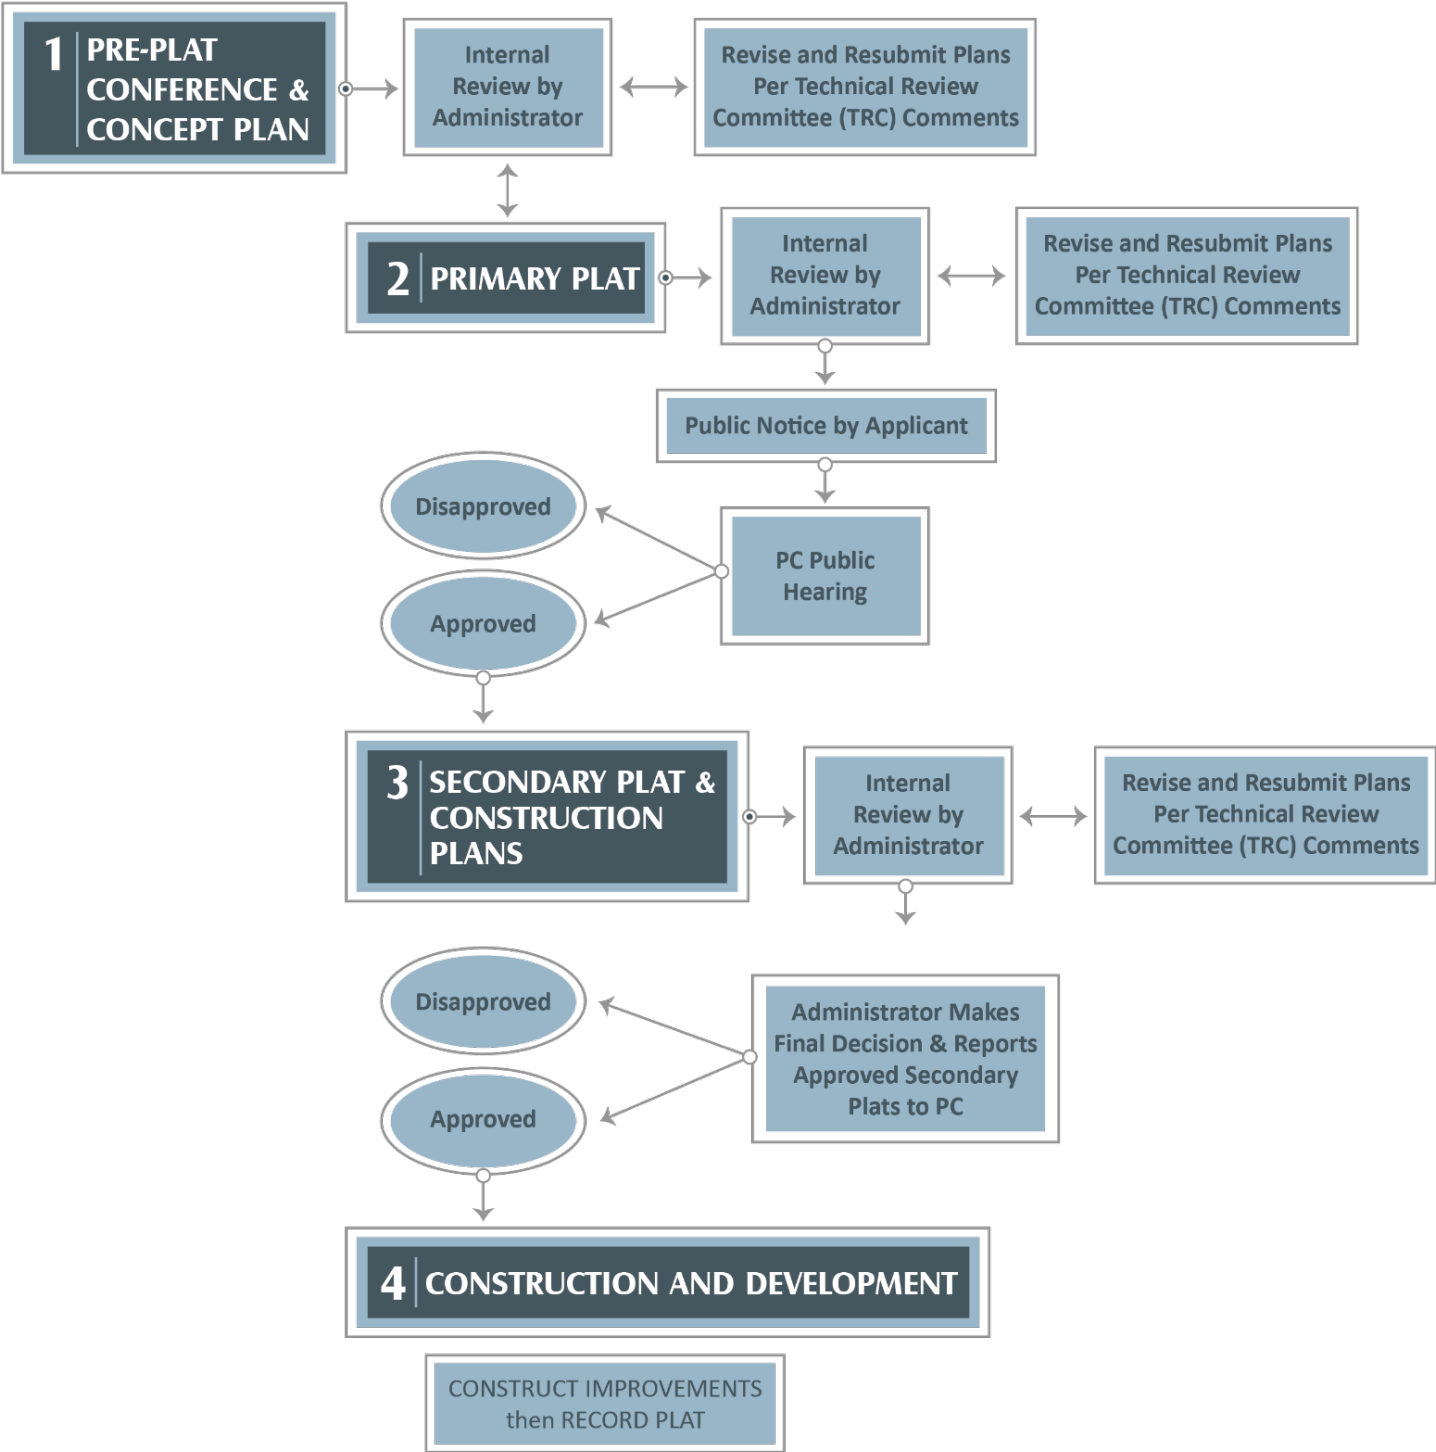 1
PRE-PLAT
CONFERENCE &
CONCEPT PLAN
Internal
Review by
Administrator
Revise and Resubmit Plans
Per Technical Review
Committee (TRC) Comments
2
PRIMARY PLAT
Internal
Review by
Administrator
Revise and Resubmit Plans
Per Technical Review
Committee (TRC) Comments
Public Notice by Applicant
PC Public
Hearing
Disapproved
Approved
3
SECONDARY PLAT &
CONSTRUCTION
PLANS
Internal
Review by
Administrator
Revise and Resubmit Plans
Per Technical Review
Committee (TRC) Comments
Administrator Makes
Final Decision & Reports
Approved Secondary
Plats to PC
Disapproved
Approved
4
CONSTRUCTION AND DEVELOPMENT
CONSTRUCT IMPROVEMENTS
then RECORD PLAT